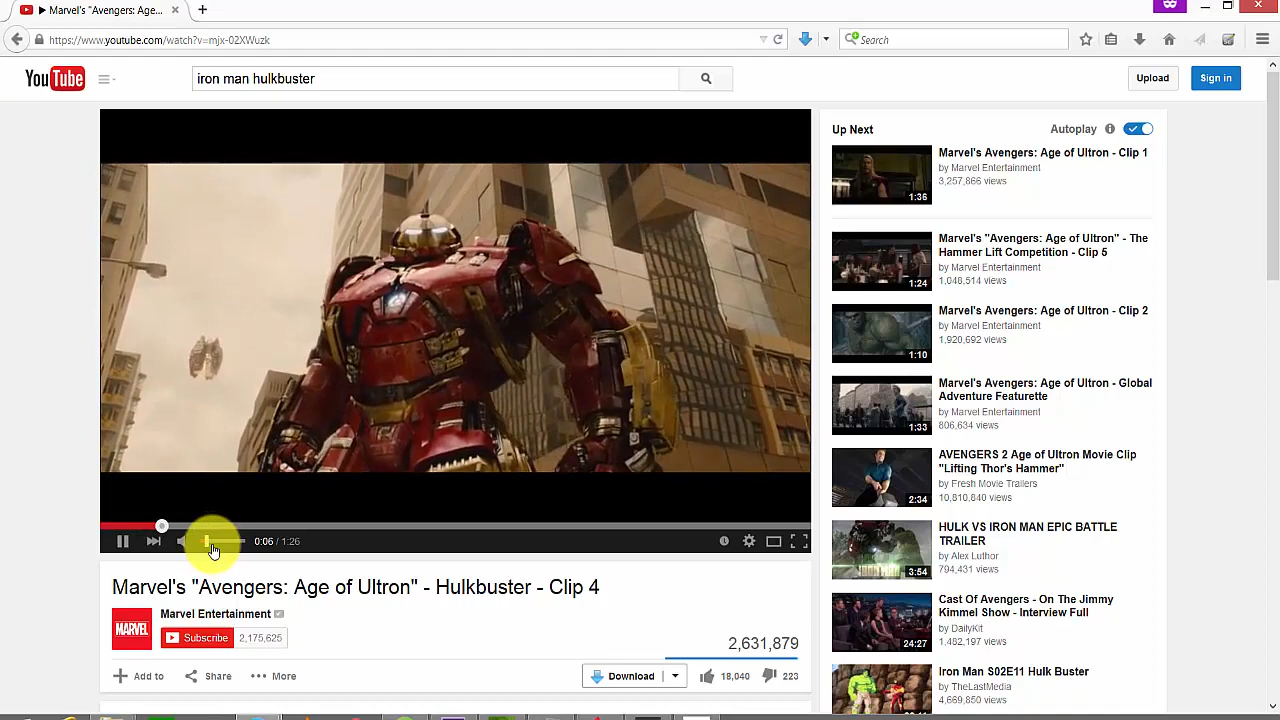 Marvel's "Avengers: Age...
https://www.youtube.com/watch?v=mjx-02XWuzk
Search
YouTube
iron man hulkbuster
Upload
Sign in
0:06 / 1:26
Marvel's "Avengers: Age of Ultron" - Hulkbuster - Clip 4
MARVEL
Marvel Entertainment
Subscribe
2,175,625
2,631,879
Add to
Share
More
Download
18,040
223
Up Next
Autoplay
Marvel's Avengers: Age of Ultron - Clip 1
by Marvel Entertainment
3,257,866 views
1:36
Marvel's "Avengers: Age of Ultron" - The
Hammer Lift Competition - Clip 5
by Marvel Entertainment
1,048,514 views
1:24
Marvel's Avengers: Age of Ultron - Clip 2
by Marvel Entertainment
1,920,692 views
1:10
Marvel's Avengers: Age of Ultron - Global
Adventure Featurette
by Marvel Entertainment
806,634 views
1:33
AVENGERS 2 Age of Ultron Movie Clip
"Lifting Thor's Hammer"
by Fresh Movie Trailers
10,810,840 views
2:34
HULK VS IRON MAN EPIC BATTLE
TRAILER
by Alex Luthor
794,431 views
3:54
Cast Of Avengers - On The Jimmy
Kimmel Show - Interview Full
by DailyKit
1,482,197 views
24:27
Iron Man S02E11 Hulk Buster
by TheLastMedia
4,669,850 views